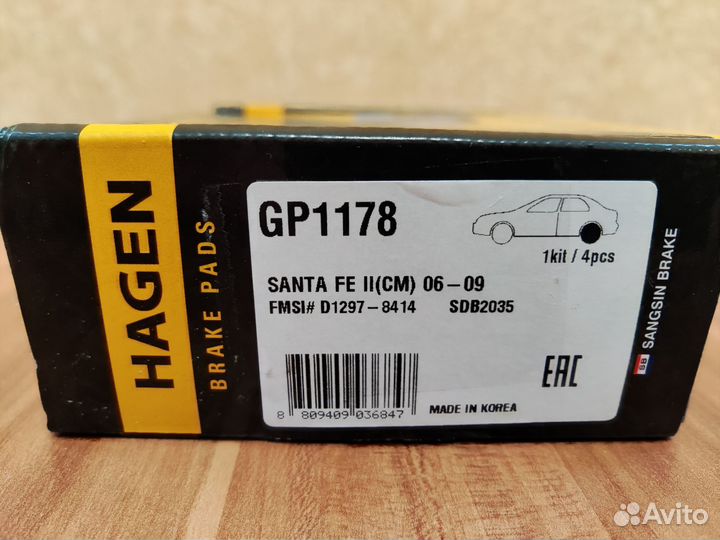 HAGEN
BRAKE PADS
GP1178
1kit / 4pcs
SANTA FE II(CM) 06-09
FMSI# D1297-8414 SDB2035
8 809409 036847
MADE IN KOREA
EAC
SB SANGSIN BRAKE
Avito